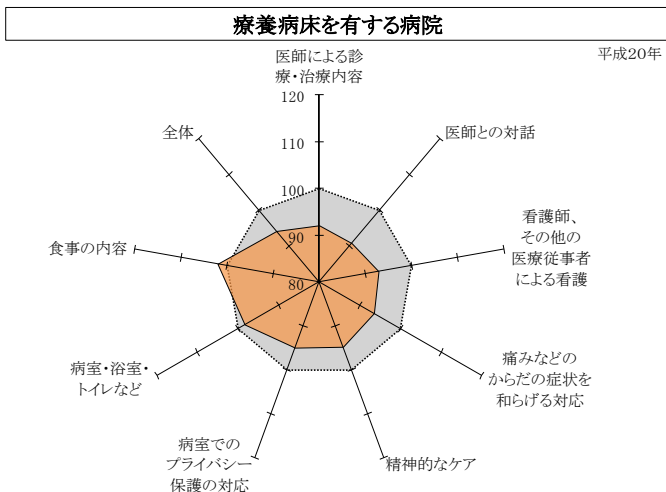 療養病床を有する病院
平成20年
医師による診
療・治療内容
120
110
100
90
80
医師との対話
看護師、
その他の
医療従事者
による看護
痛みなどの
からだの症状を
和らげる対応
精神的なケア
病室での
プライバシー
保護の対応
病室・浴室・
トイレなど
食事の内容
全体